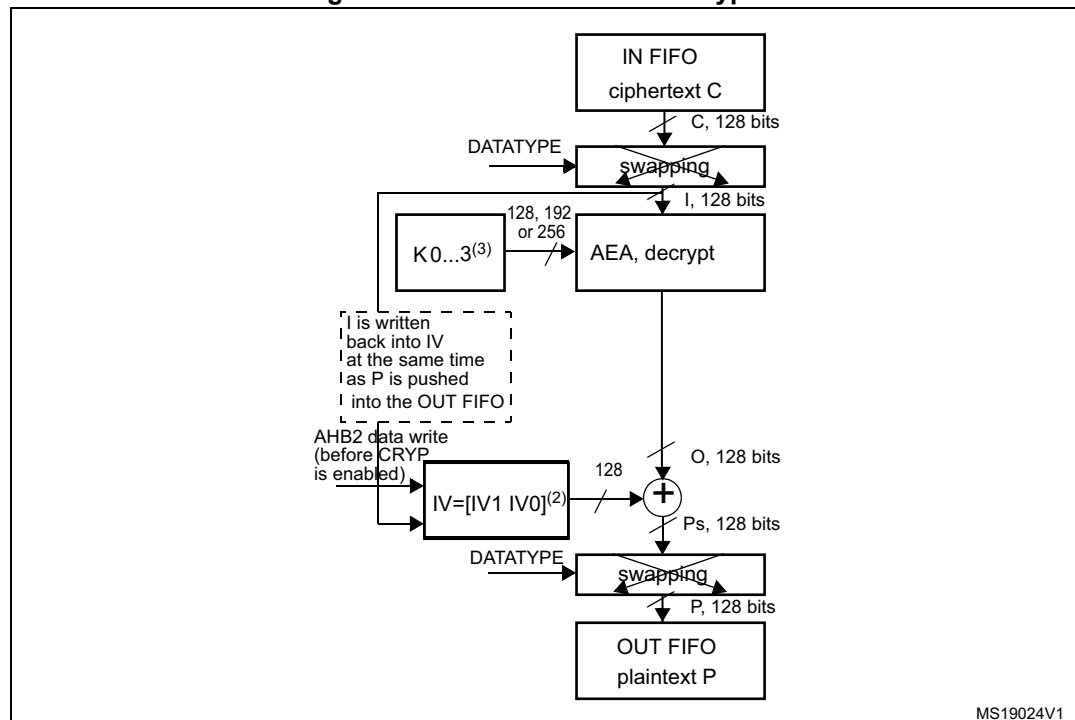 IN FIFO
ciphertext C
C, 128 bits
DATATYPE
swapping
I, 128 bits
128, 192
or 256
K 0...3(3)
AEA, decrypt
I is written
back into IV
at the same time
as P is pushed
into the OUT FIFO
AHB2 data write
(before CRYP
is enabled)
IV=[IV1 IV0](2)
128
O, 128 bits
+
Ps, 128 bits
DATATYPE
swapping
P, 128 bits
OUT FIFO
plaintext P
MS19024V1